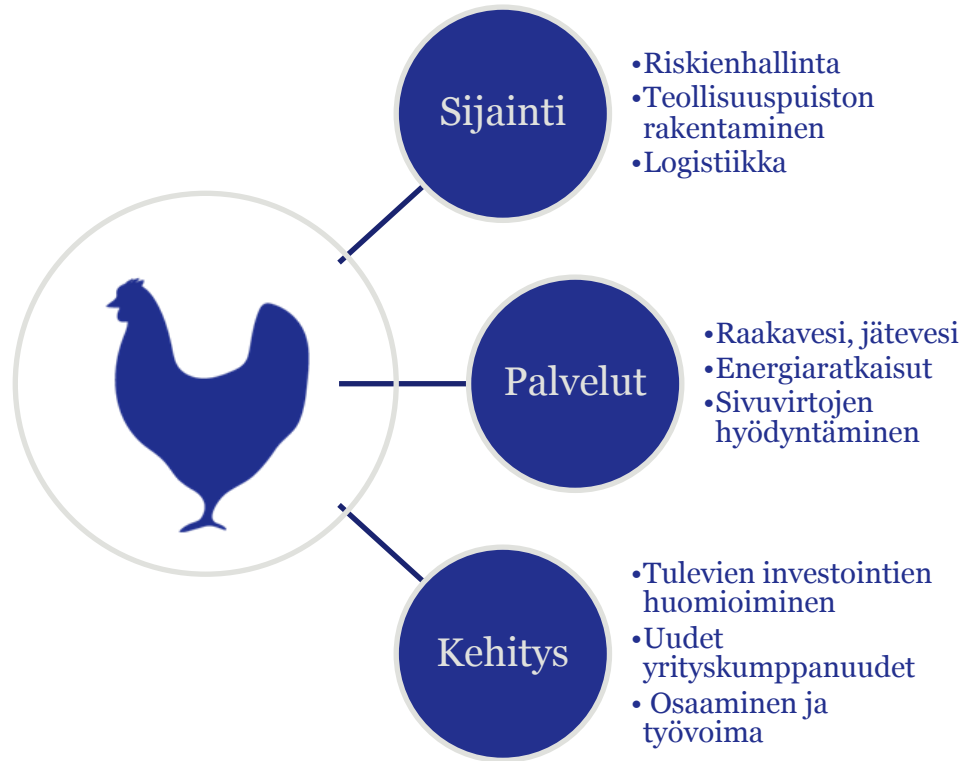 Sijainti
•Riskienhallinta
•Teollisuuspuiston
rakentaminen
•Logistiikka
Palvelut
•Raakavesi, jätevesi
•Energiaratkaisut
•Sivuvirtojen
hyödyntäminen
Kehitys
•Tulevien investointien
huomioiminen
•Uudet
yrityskumppanuudet
• Osaaminen ja
työvoima